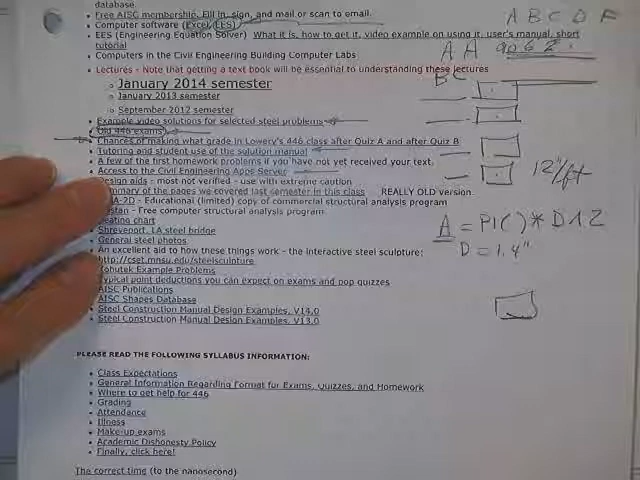 database.
Free AISC membership. Fill in, sign, and mail or scan to email.
Computer software (Excel, EES)
EES (Engineering Equation Solver) What it is, how to get it, video example on using it, user's manual, short
tutorial
Computers in the Civil Engineering Building Computer Labs
Lectures - Note that getting a text book will be essential to understanding these lectures
January 2014 semester
January 2013 semester
September 2012 semester
Example video solutions for selected steel problems
Old 446 exams
Chances of making what grade in Lowery's 446 class after Quiz A and after Quiz B
Tutoring and student use of the solution manual
A few of the first homework problems if you have not yet received your text.
Access to the Civil Engineering Apps Server
Design aids - most not verified - use with extreme caution
mmary of the pages we covered last semester in this class REALLY OLD version.
A-2D - Educational (limited) copy of commercial structural analysis program
stan - Free computer structural analysis program
eating chart
Shreveport, LA steel bridge
General steel photos
An excellent aid to how these things work - the interactive steel sculpture:
http://cset.mnsu.edu/steelsculpture
Kohutek Example Problems
Typical point deductions you can expect on exams and pop quizzes
AISC Publications
AISC Shapes Database
Steel Construction Manual Design Examples, V14.0
Steel Construction Manual Design Examples, V13.0
PLEASE READ THE FOLLOWING SYLLABUS INFORMATION:
Class Expectations
General Information Regarding Format for Exams, Quizzes, and Homework
Where to get help for 446
Grading
Attendance
Illness
Make-up exams
Academic Dishonesty Policy
Finally, click here!
The correct time (to the nanosecond)
A B C D F
A A 9062
BC
12"/ft
A = PI( ) * D^2
D = 1.4"